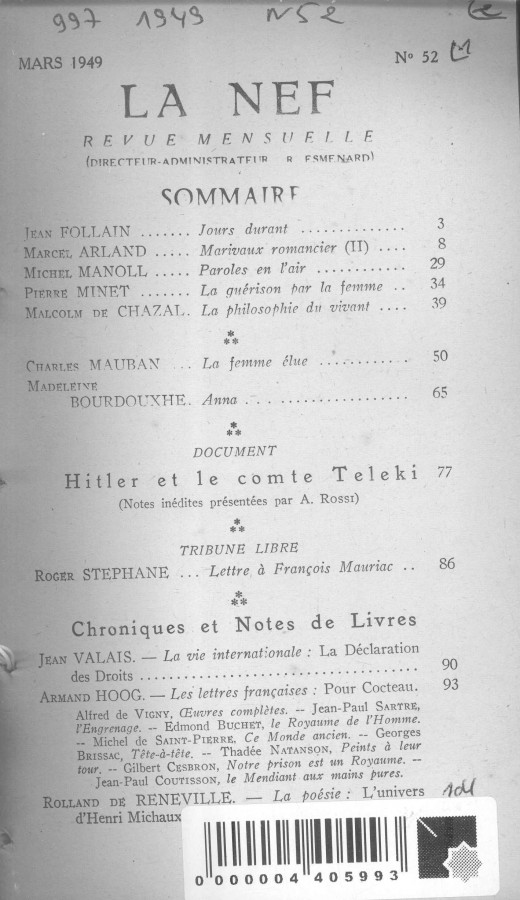 997 1949 N52
MARS 1949 No 52
LA NEF
REVUE MENSUELLE
(DIRECTEUR-ADMINISTRATEUR R ESMENARD)
SOMMAIRE
JEAN FOLLAIN ....... Jours durant .............. 3
MARCEL ARLAND ..... Marivaux romancier (II) .... 8
MICHEL MANOLL ..... Paroles en l'air ............ 29
PIERRE MINET ....... La guérison par la femme .. 34
MALCOLM DE CHAZAL. La philosophie du vivant .... 39
***
CHARLES MAUBAN ... La femme élue ............ 50
MADELEINE
BOURDOUXHE. Anna ................... 65
***
DOCUMENT
Hitler et le comte Teleki 77
(Notes inédites présentées par A. ROSSI)
***
TRIBUNE LIBRE
ROGER STEPHANE ... Lettre à François Mauriac .. 86
***
Chroniques et Notes de Livres
JEAN VALAIS. — La vie internationale : La Déclaration
des Droits .................................... 90
ARMAND HOOG. — Les lettres françaises : Pour Cocteau. 93
Alfred de VIGNY, Œuvres complètes. -- Jean-Paul SARTRE,
l'Engrenage. -- Edmond BUCHET, le Royaume de l'Homme.
-- Michel de SAINT-PIERRE, Ce Monde ancien. -- Georges
BRISSAC, Tête-à-tête. -- Thadée NATANSON, Peints à leur
tour. -- Gilbert CESBRON, Notre prison est un Royaume. --
Jean-Paul COUTISSON, le Mendiant aux mains pures.
ROLLAND DE RENEVILLE. — La poésie : L'univers 101
d'Henri Michaux
0 000004 405993